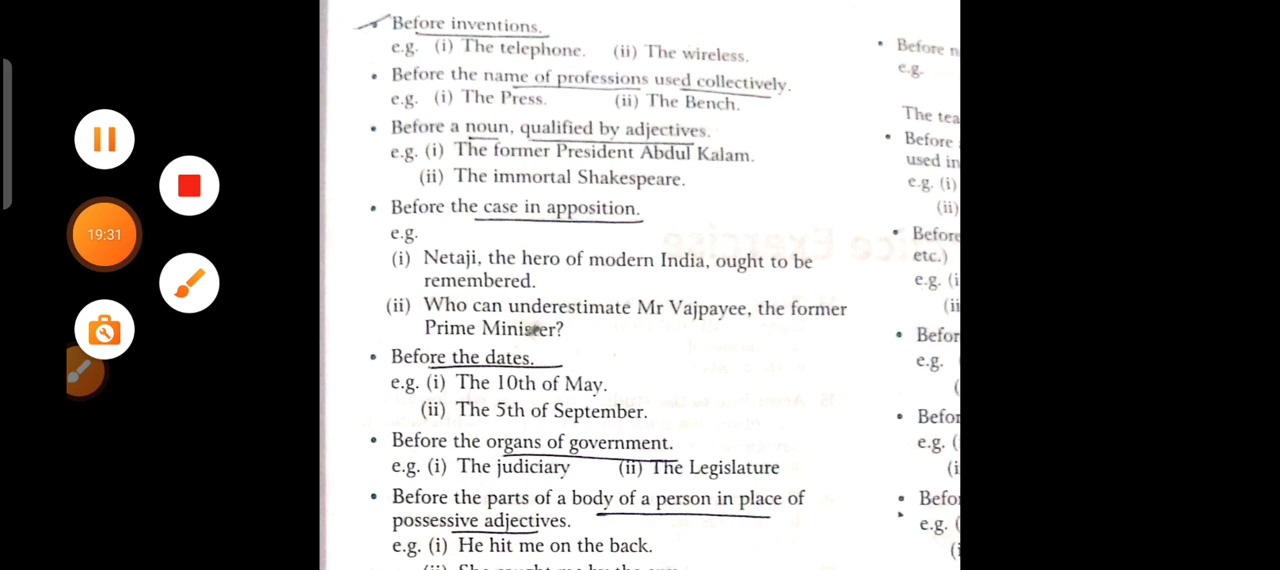 Before inventions.
e.g. (i) The telephone. (ii) The wireless.
• Before the name of professions used collectively.
e.g. (i) The Press. (ii) The Bench.
• Before a noun, qualified by adjectives.
e.g. (i) The former President Abdul Kalam.
(ii) The immortal Shakespeare.
• Before the case in apposition.
e.g.
(i) Netaji, the hero of modern India, ought to be
remembered.
(ii) Who can underestimate Mr Vajpayee, the former
Prime Minister?
• Before the dates.
e.g. (i) The 10th of May.
(ii) The 5th of September.
• Before the organs of government.
e.g. (i) The judiciary (ii) The Legislature
• Before the parts of a body of a person in place of
possessive adjectives.
e.g. (i) He hit me on the back.
• Before
e.g.
The
• Before
used in
e.g. (i)
(ii)
• Before
etc.)
e.g. (i
(ii
•
e.g.
(
•
e.g. (
(i
•
e.g. (
(i
19:31